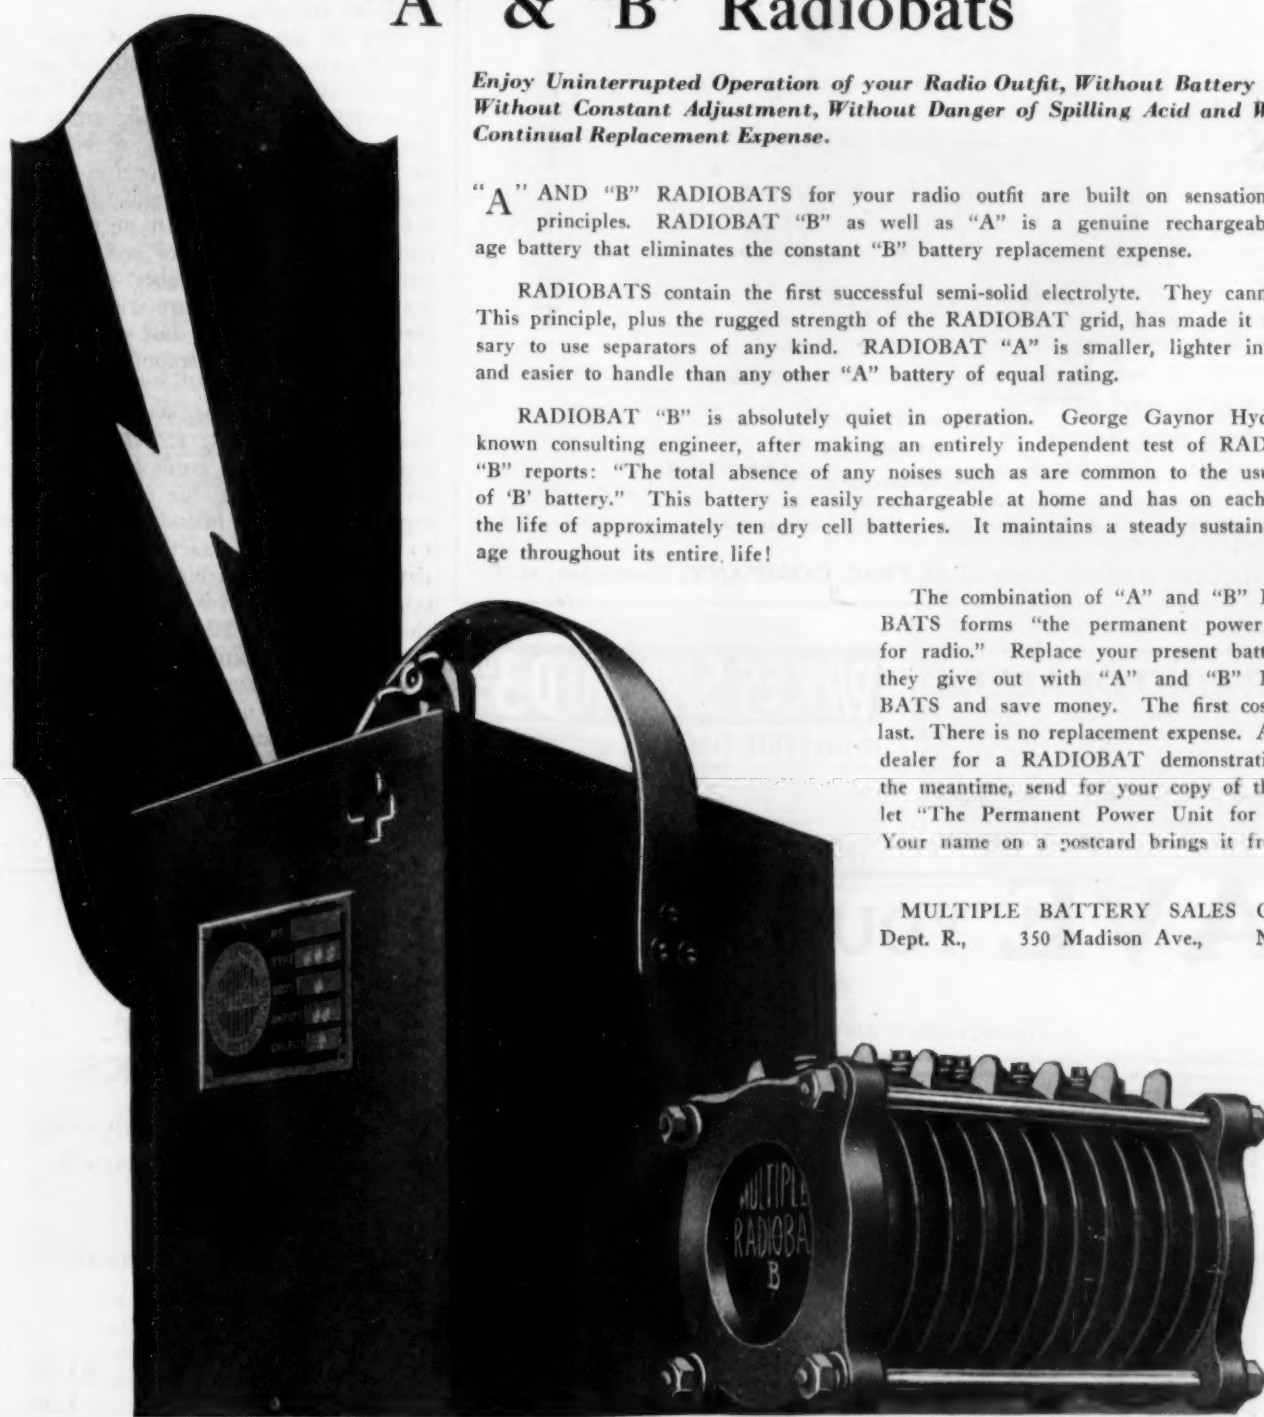 "A" & "B" Radiobats
Enjoy Uninterrupted Operation of your Radio Outfit, Without Battery
Without Constant Adjustment, Without Danger of Spilling Acid and W
Continual Replacement Expense.
"A" AND "B" RADIOBATS for your radio outfit are built on sensation
principles. RADIOBAT "B" as well as "A" is a genuine rechargeab
age battery that eliminates the constant "B" battery replacement expense.
RADIOBATS contain the first successful semi-solid electrolyte. They cann
This principle, plus the rugged strength of the RADIOBAT grid, has made it
sary to use separators of any kind. RADIOBAT "A" is smaller, lighter in
and easier to handle than any other "A" battery of equal rating.
RADIOBAT "B" is absolutely quiet in operation. George Gaynor Hyd
known consulting engineer, after making an entirely independent test of RAD
"B" reports: "The total absence of any noises such as are common to the usu
of 'B' battery." This battery is easily rechargeable at home and has on each
the life of approximately ten dry cell batteries. It maintains a steady sustain
age throughout its entire life!
The combination of "A" and "B"
BATS forms "the permanent power
for radio." Replace your present batt
they give out with "A" and "B"
BATS and save money. The first cos
last. There is no replacement expense. A
dealer for a RADIOBAT demonstrati
the meantime, send for your copy of th
let "The Permanent Power Unit for
Your name on a postcard brings it fr
MULTIPLE BATTERY SALES C
Dept. R., 350 Madison Ave., N
TYPE
MULTIPLE
RADIOBA
B